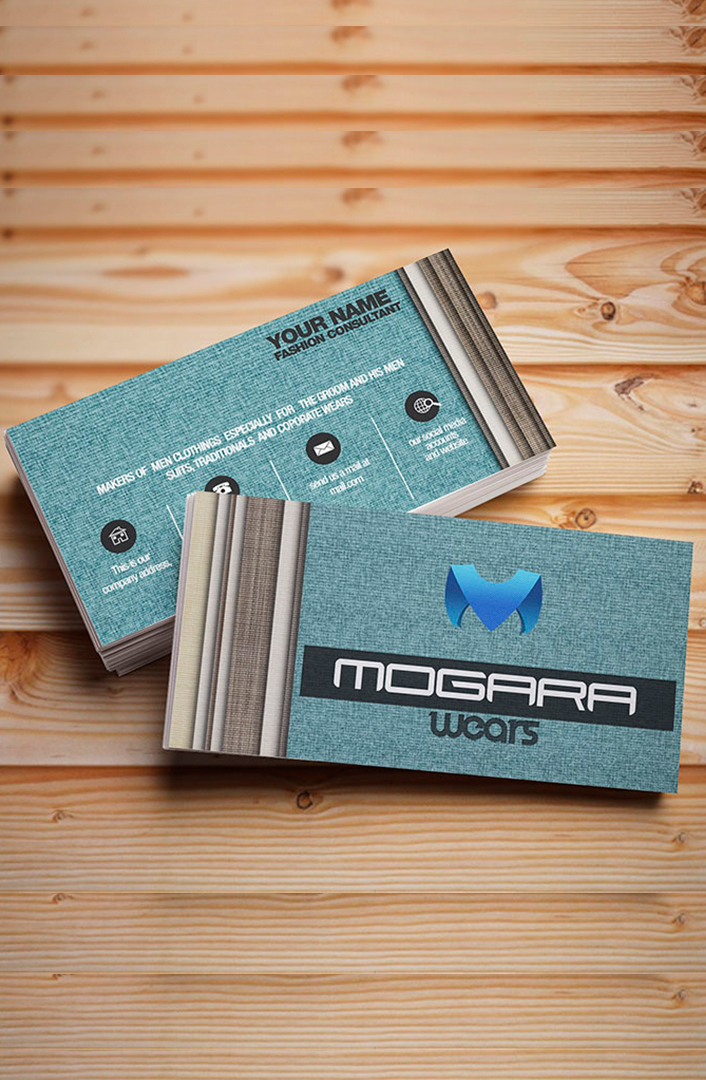 YOUR NAME
FASHION CONSULTANT
MAKERS OF MEN CLOTHINGS ESPECIALLY FOR THE GROOM AND HIS MEN
SUITS, TRADITIONALS AND COPORATE WEARS
This is our
company address,
send us a mail at
mail.com
our social media
accounts
and website
MOGARA
wears